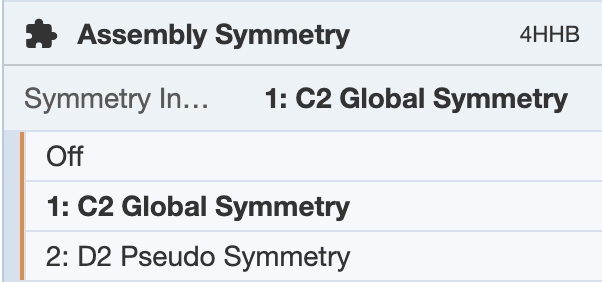 Assembly Symmetry 4HHB
Symmetry In... 1: C2 Global Symmetry
Off
1: C2 Global Symmetry
2: D2 Pseudo Symmetry